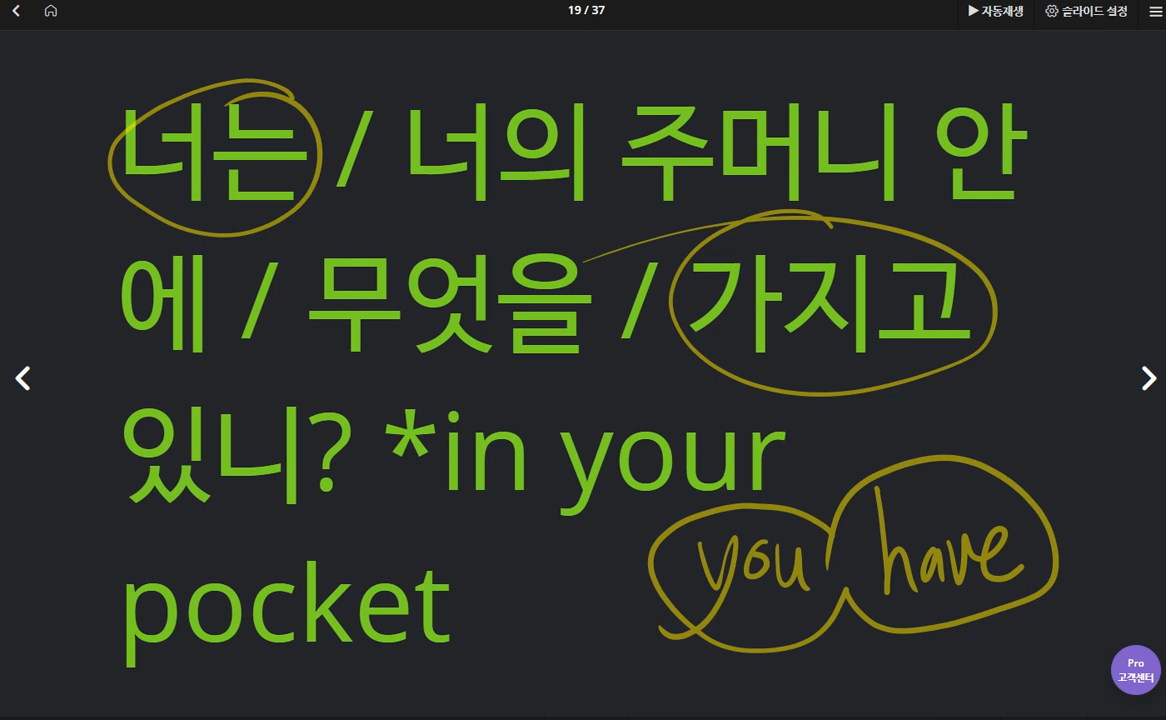 19 / 37
▶ 자동재생
슬라이드 설정
너는 / 너의 주머니 안
에 / 무엇을 / 가지고
있니? *in your
pocket
you have
Pro
고객센터